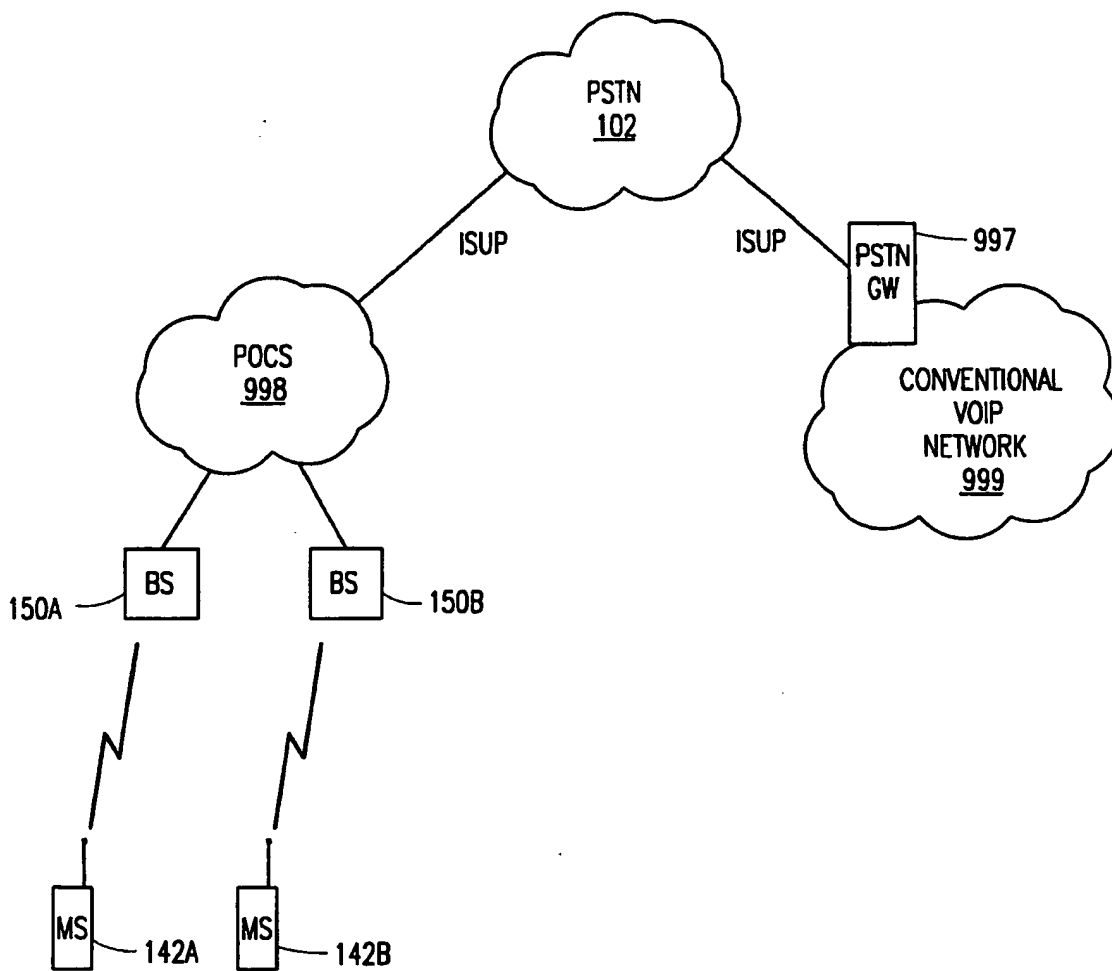 PSTN
102
ISUP
ISUP
997
PSTN
GW
POCS
998
CONVENTIONAL
VOIP
NETWORK
999
BS
BS
150A
150B
MS
MS
142A
142B